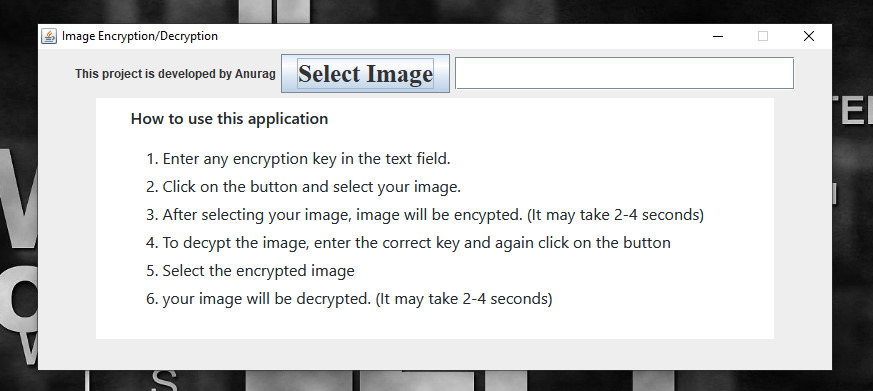 Image Encryption/Decryption
This project is developed by Anurag
Select Image
How to use this application
1. Enter any encryption key in the text field.
2. Click on the button and select your image.
3. After selecting your image, image will be encypted. (It may take 2-4 seconds)
4. To decypt the image, enter the correct key and again click on the button
5. Select the encrypted image
6. your image will be decrypted. (It may take 2-4 seconds)